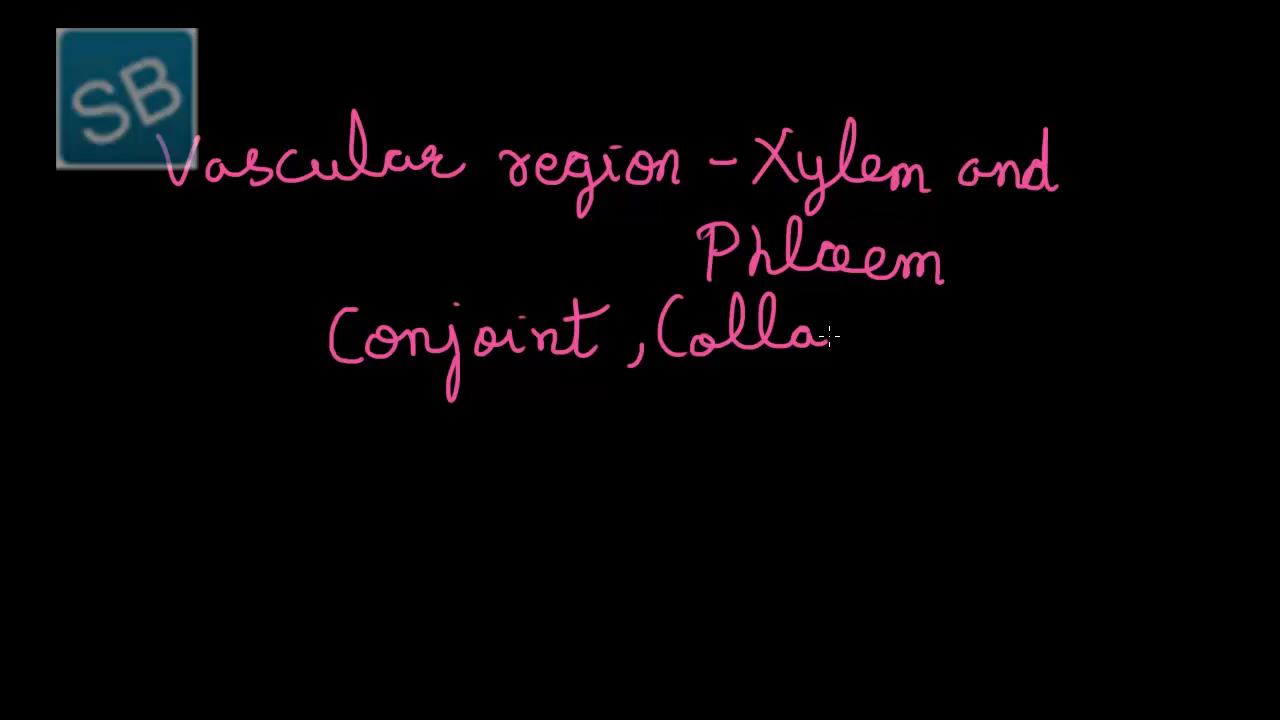 SB
Vascular region - Xylem and
Phloem
Conjoint , Colla